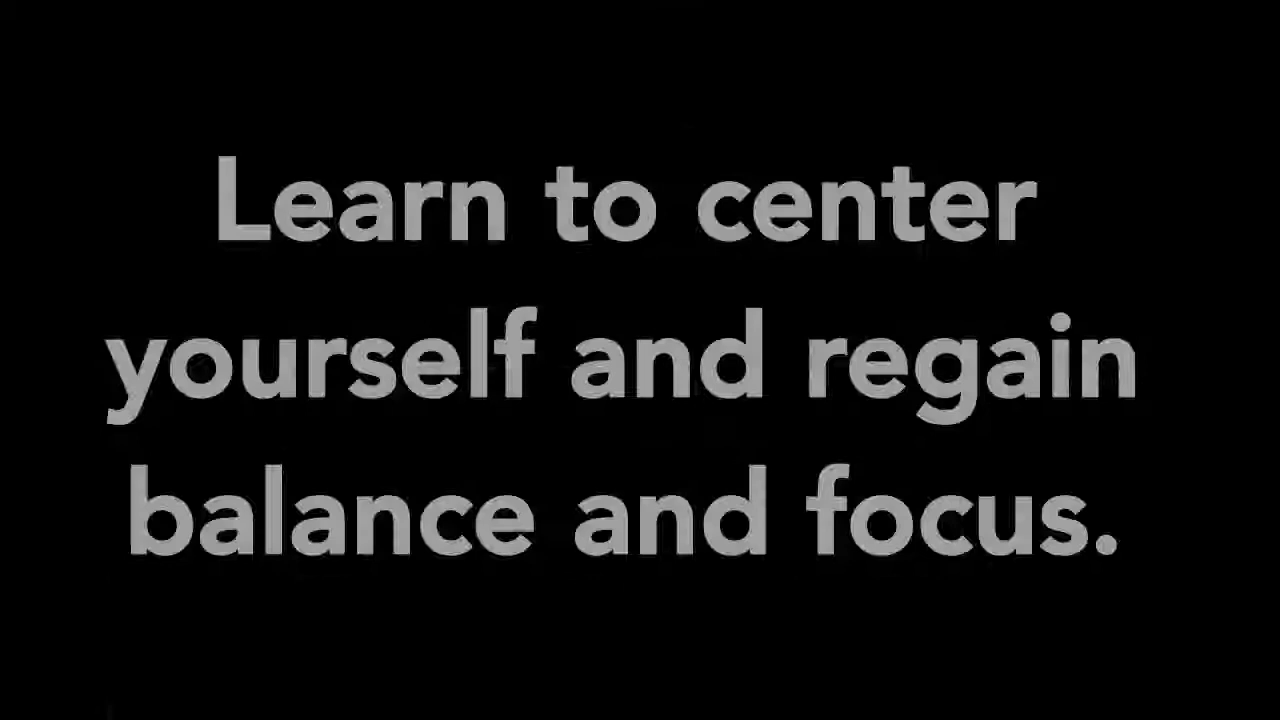 Learn to center
yourself and regain
balance and focus.